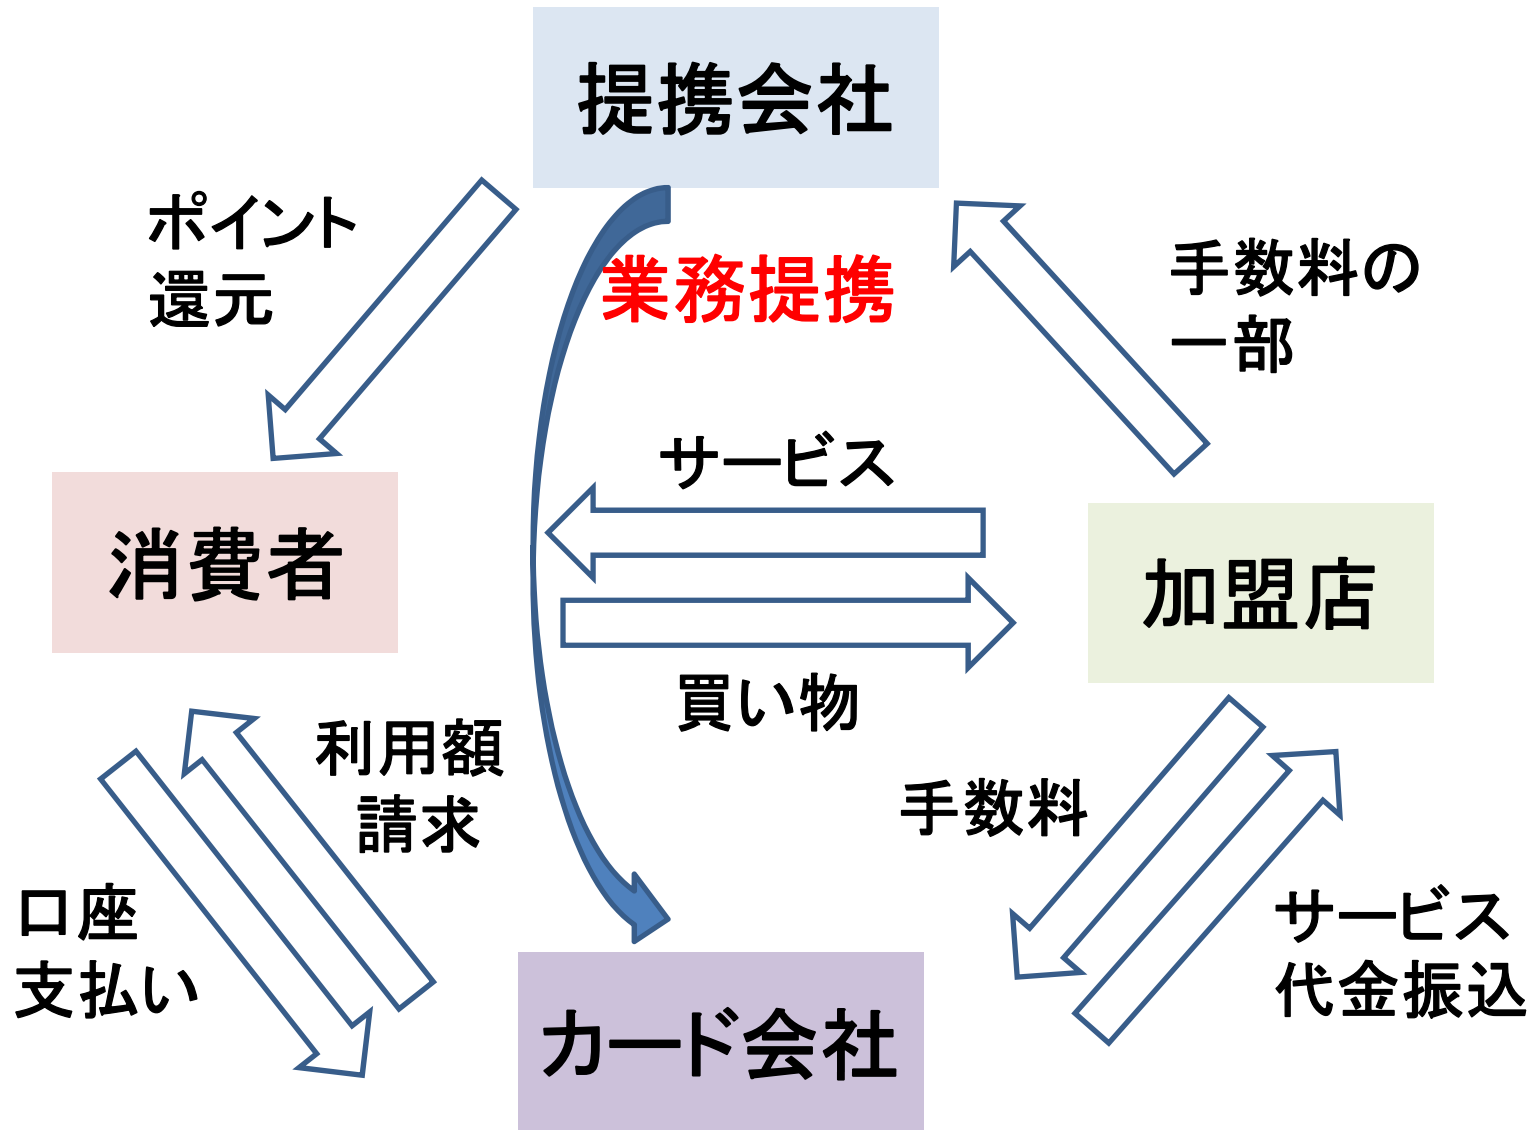 提携会社
ポイント
還元
業務提携
手数料の
一部
サービス
消費者
加盟店
買い物
利用額
請求
手数料
口座
支払い
サービス
代金振込
カード会社